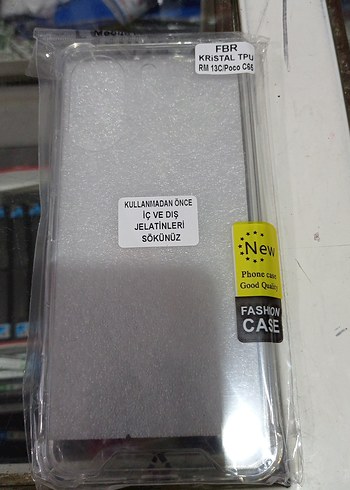 FBR
KRiSTAL TPU
RM 13C/Poco C65
KULLANMADAN ÖNCE
İÇ VE DIŞ
JELATİNLERİ
SÖKÜNÜZ
New
Phone case
Good Quality
FASHION
CASE